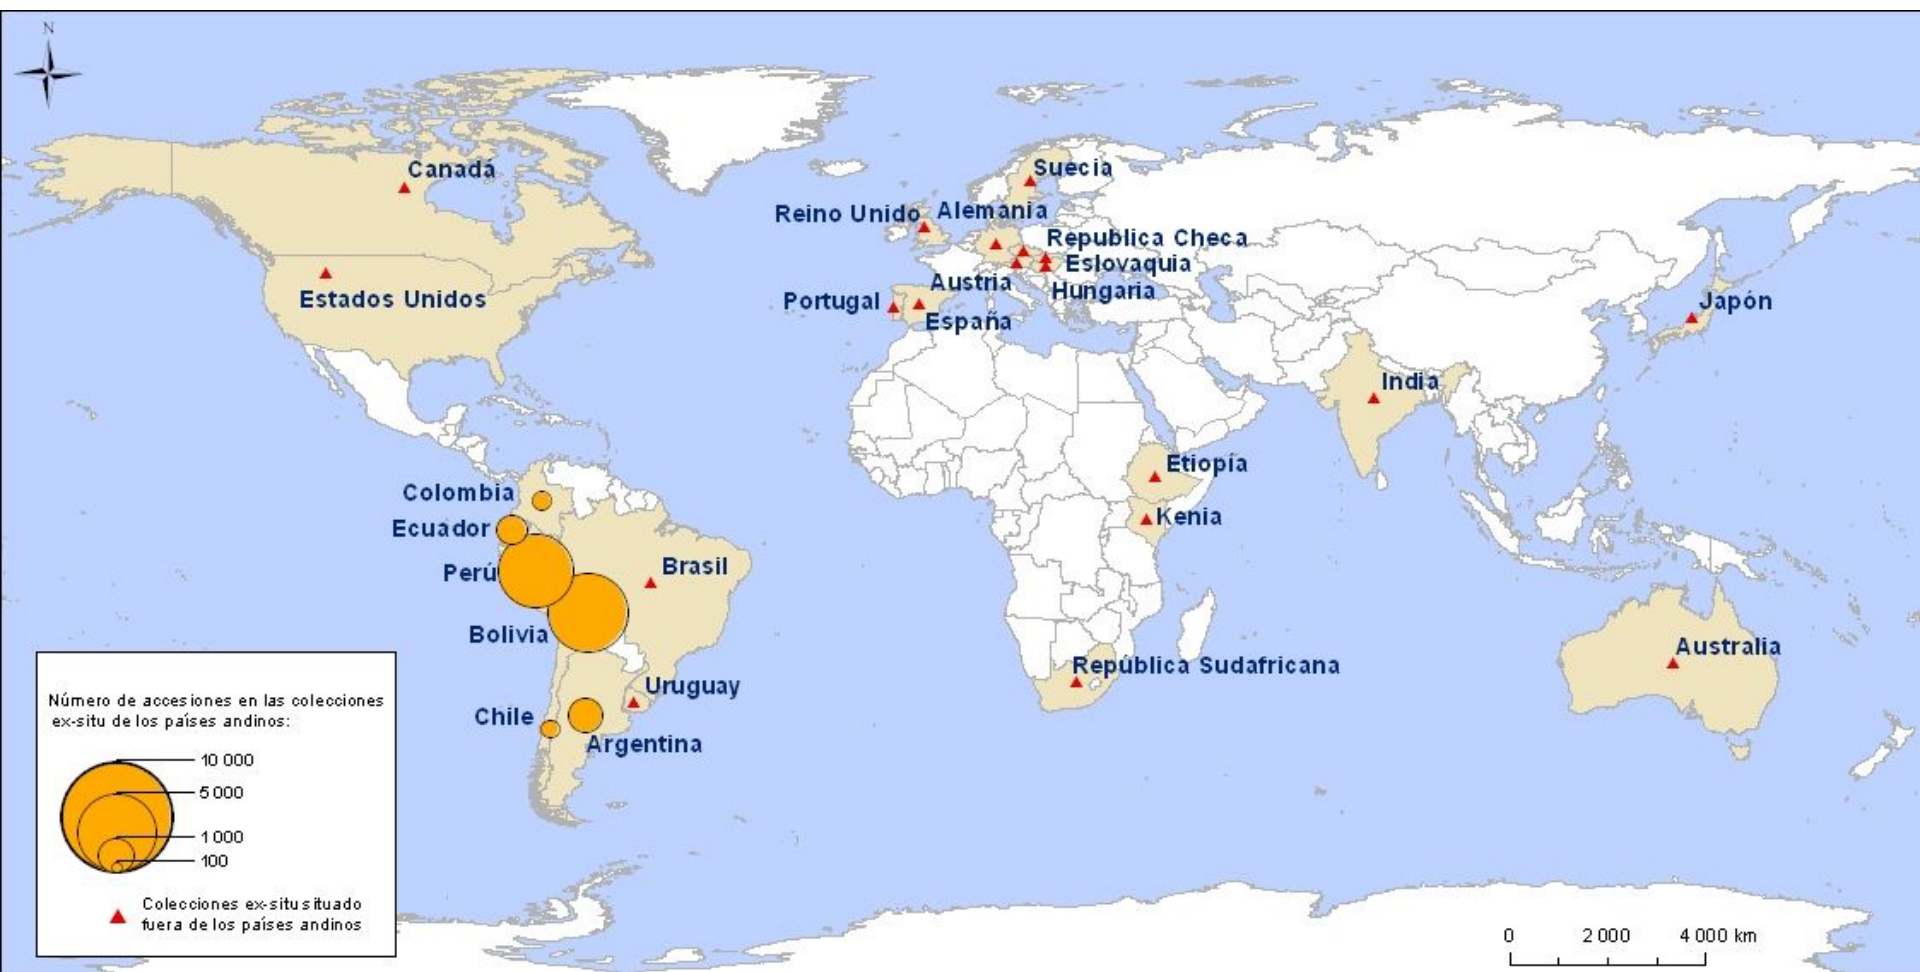 N
Canadá
Suecia
Reino Unido
Alemania
Republica Checa
Eslovaquia
Austria
Hungaria
Estados Unidos
Portugal
España
Japón
India
Etiopía
Colombia
Kenia
Ecuador
Perú
Brasil
Bolivia
República Sudafricana
Australia
Uruguay
Chile
Argentina
Número de accesiones en las colecciones
ex-situ de los países andinos:
10 000
5 000
1 000
100
Colecciones ex-situ situado
fuera de los países andinos
0 2 000 4 000 km